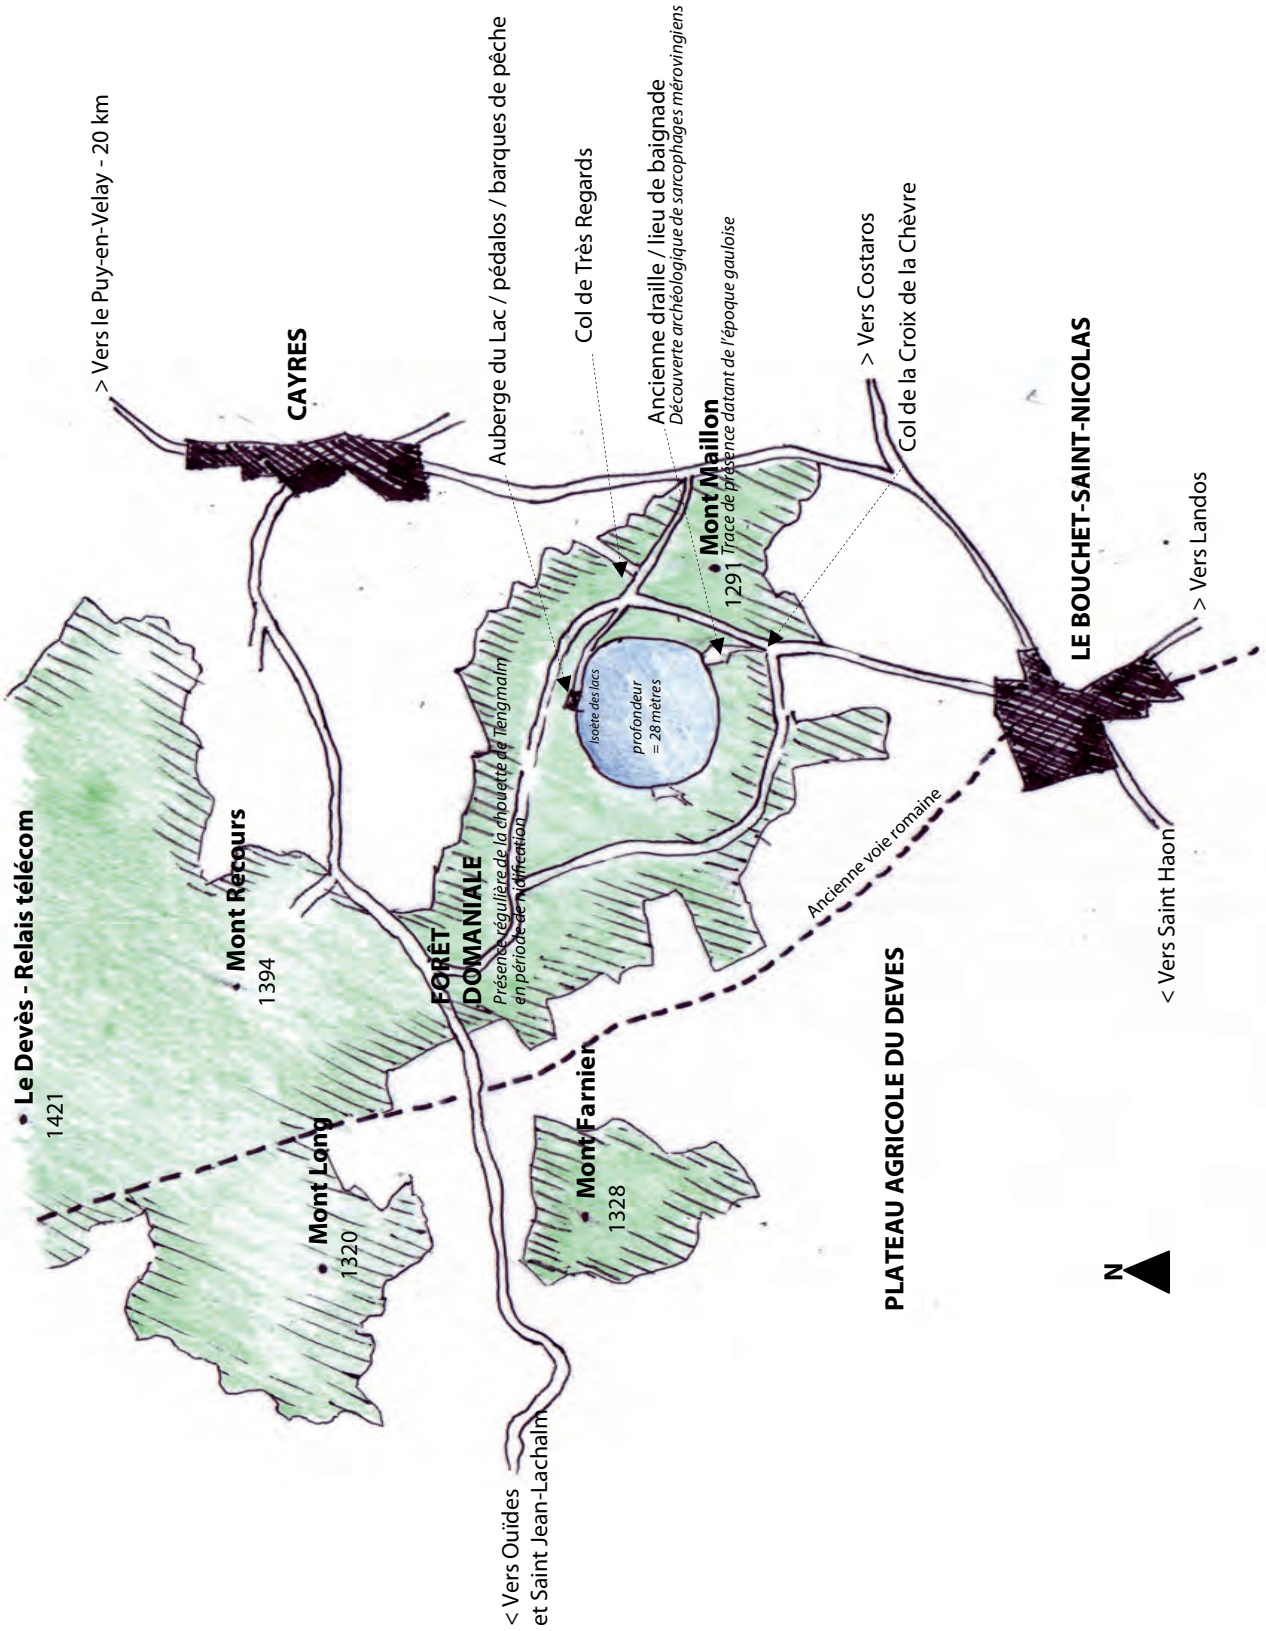 Le Devès - Relais télécom
1421
> Vers le Puy-en-Velay - 20 km
Mont Recours
1394
CAYRES
Mont Long
1320
FORÊT
DOMANIALE
Présence régulière de la chouette de Tengmalm
en période de nidification
Auberge du Lac / pédalos / barques de pêche
< Vers Ouïdes
et Saint Jean-Lachalm
Mont Farnier
1328
Isoète des lacs
profondeur
= 28 mètres
Col de Très Regards
Ancienne draille / lieu de baignade
Découverte archéologique de sarcophages mérovingiens
Mont Maillon
1291
Trace de présence datant de l'époque gauloise
> Vers Costaros
Col de la Croix de la Chèvre
Ancienne voie romaine
PLATEAU AGRICOLE DU DEVES
LE BOUCHET-SAINT-NICOLAS
N
< Vers Saint Haon
> Vers Landos